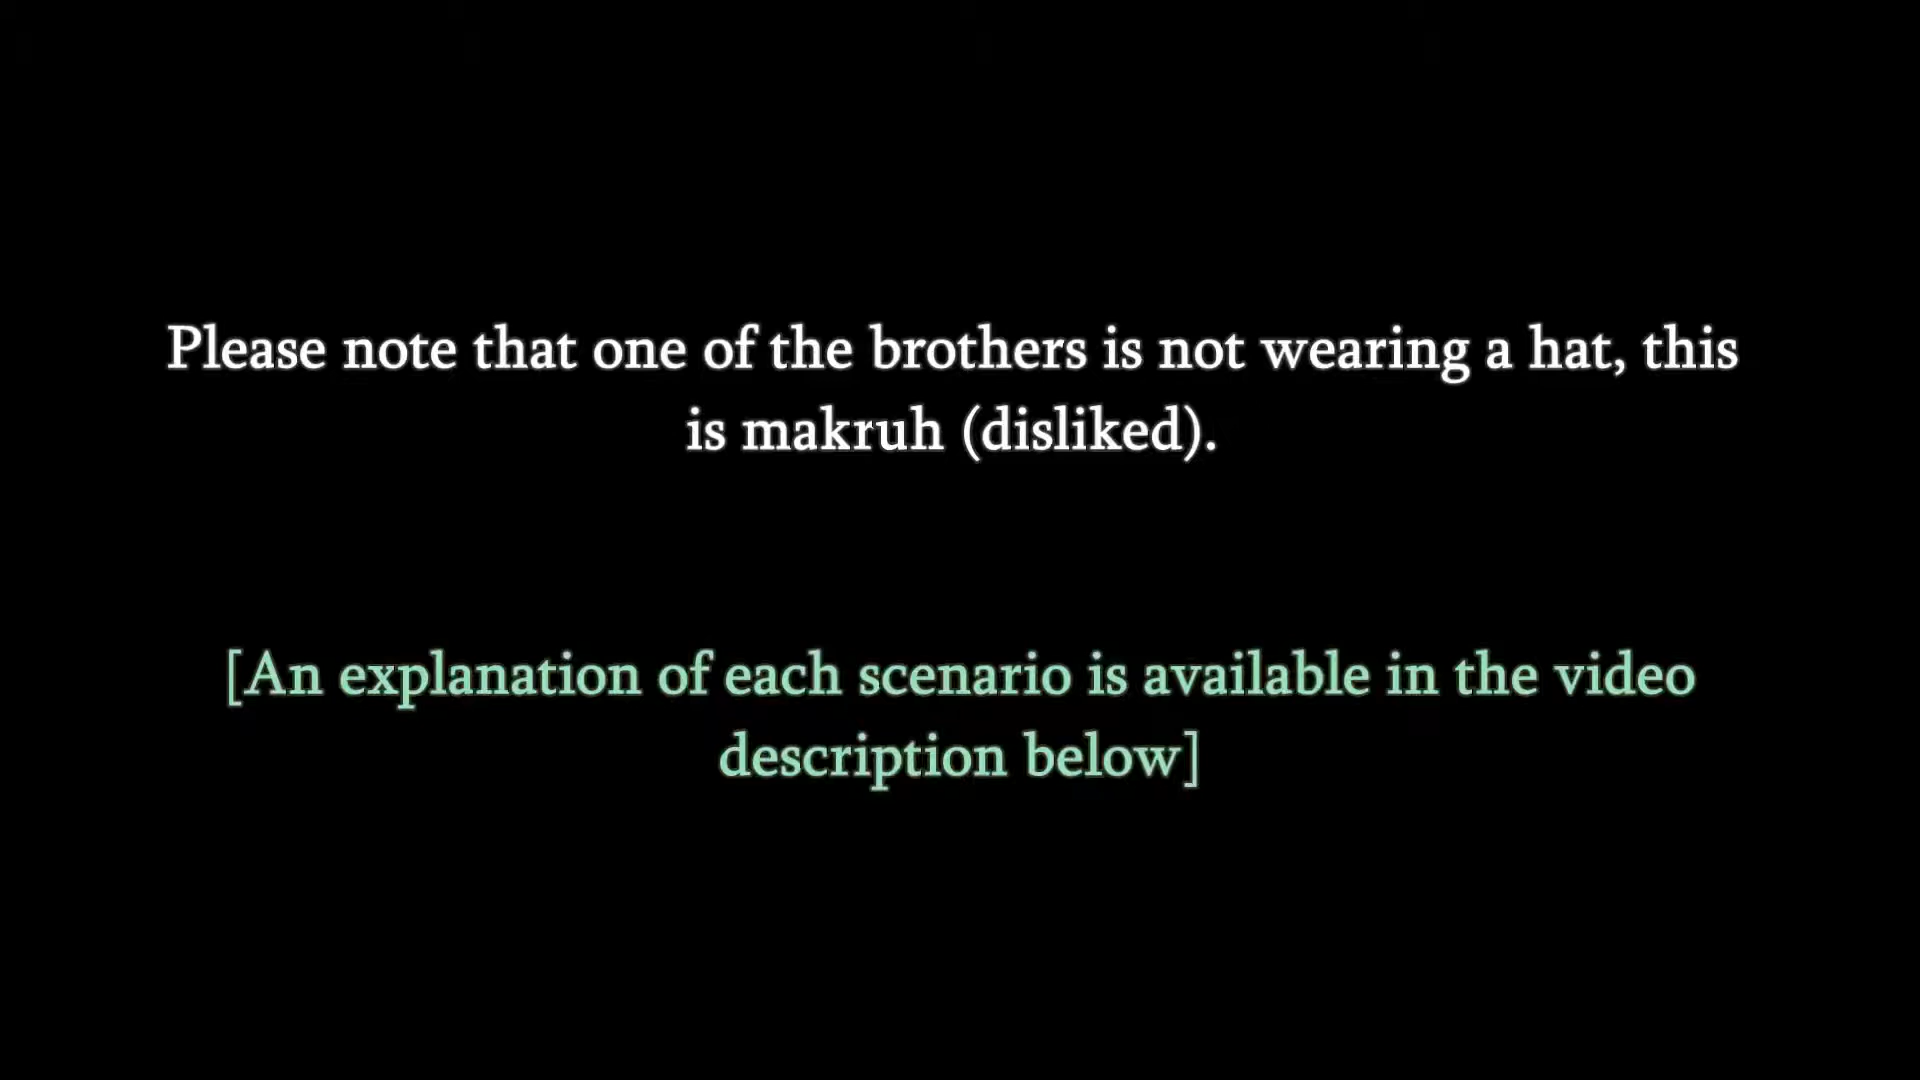 Please note that one of the brothers is not wearing a hat, this
is makruh (disliked).
[An explanation of each scenario is available in the video
description below]